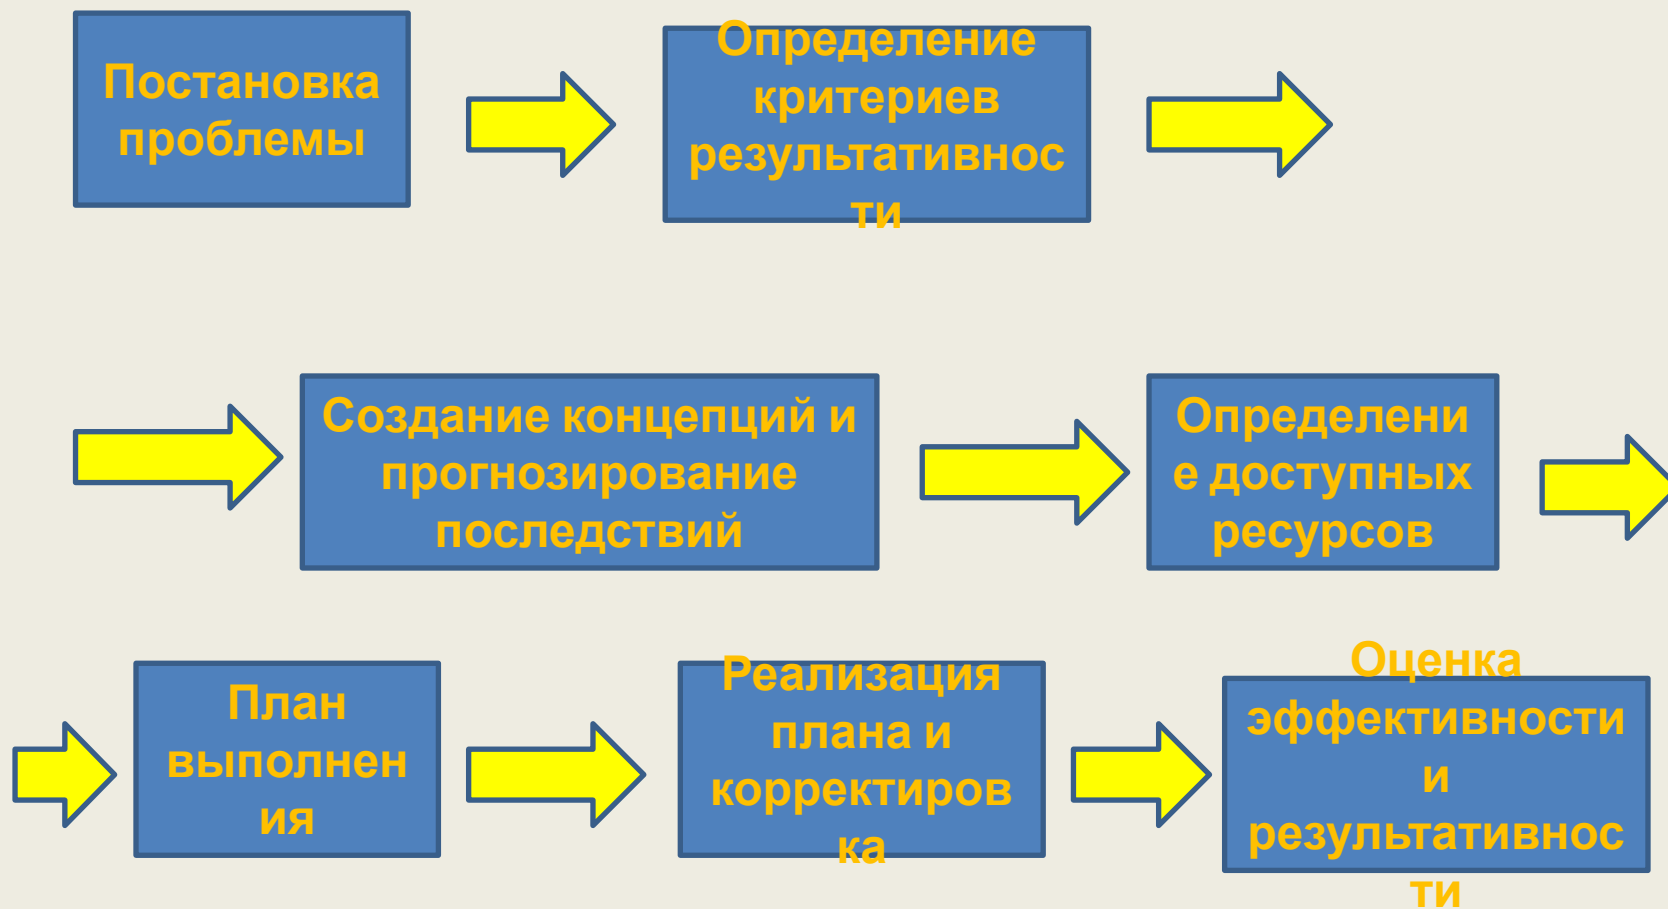 Постановка
проблемы
Определение
критериев
результативнос
ти
Создание концепций и
прогнозирование
последствий
Определени
е доступных
ресурсов
План
выполнен
ия
Реализация
плана и
корректиров
ка
Оценка
эффективности
и
результативнос
ти